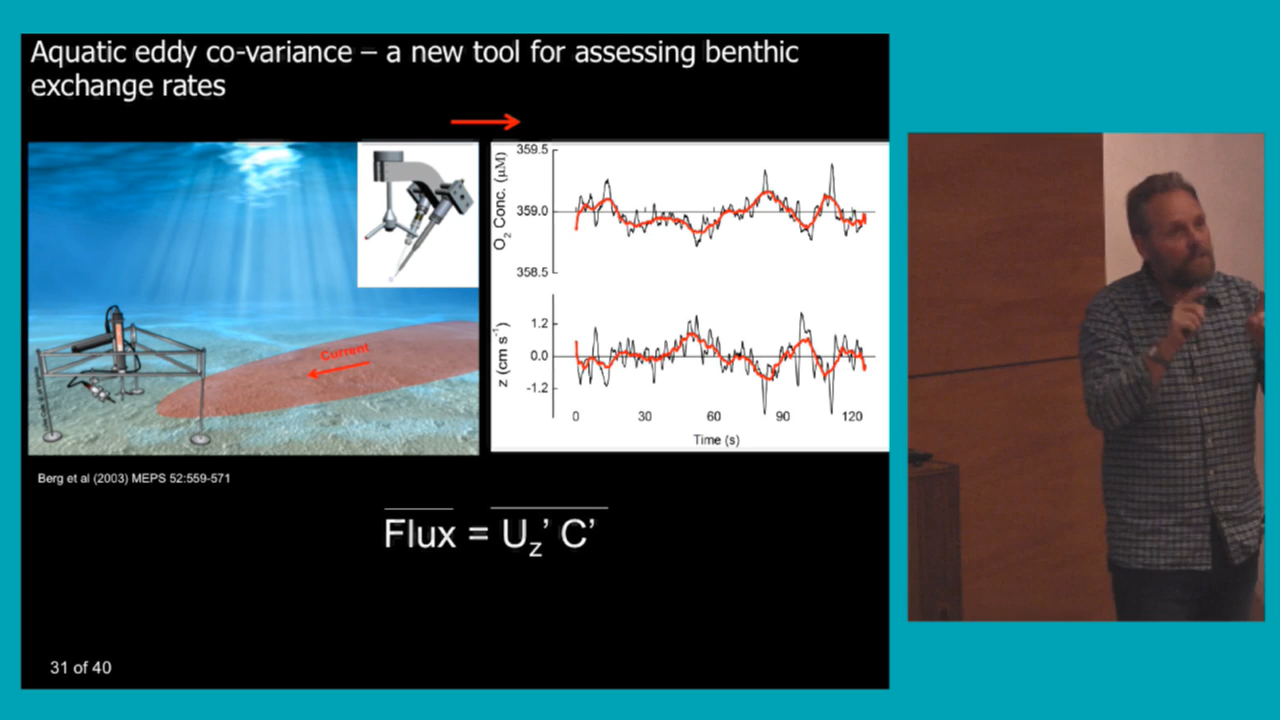 Aquatic eddy co-variance – a new tool for assessing benthic
exchange rates
Current
359.5
359.0
358.5
O2 Conc. (µM)
1.2
0.0
-1.2
z (cm s-1)
0 30 60 90 120
Time (s)
Berg et al (2003) MEPS 52:559-571
Flux = Uz’ C’
31 of 40